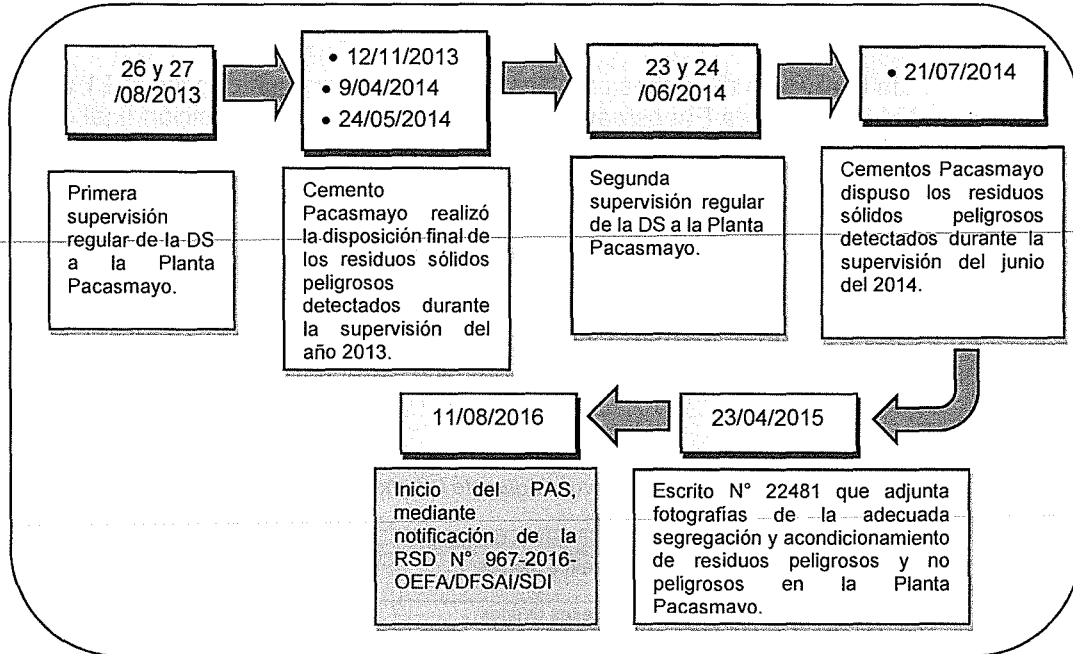 26 y 27
/08/2013
• 12/11/2013
• 9/04/2014
• 24/05/2014
23 y 24
/06/2014
• 21/07/2014
Primera
supervisión
regular de la DS
a la Planta
Pacasmayo.
Cemento
Pacasmayo realizó
la disposición final de
los residuos sólidos
peligrosos
detectados durante
la supervisión del
año 2013.
Segunda
supervisión regular
de la DS a la Planta
Pacasmayo.
Cementos Pacasmayo
dispuso los residuos
sólidos peligrosos
detectados durante la
supervisión del junio
del 2014.
11/08/2016
23/04/2015
Inicio del PAS,
mediante
notificación de la
RSD N° 967-2016-
OEFA/DFSAI/SDI
Escrito N° 22481 que adjunta
fotografías de la adecuada
segregación y acondicionamiento
de residuos peligrosos y no
peligrosos en la Planta
Pacasmayo.